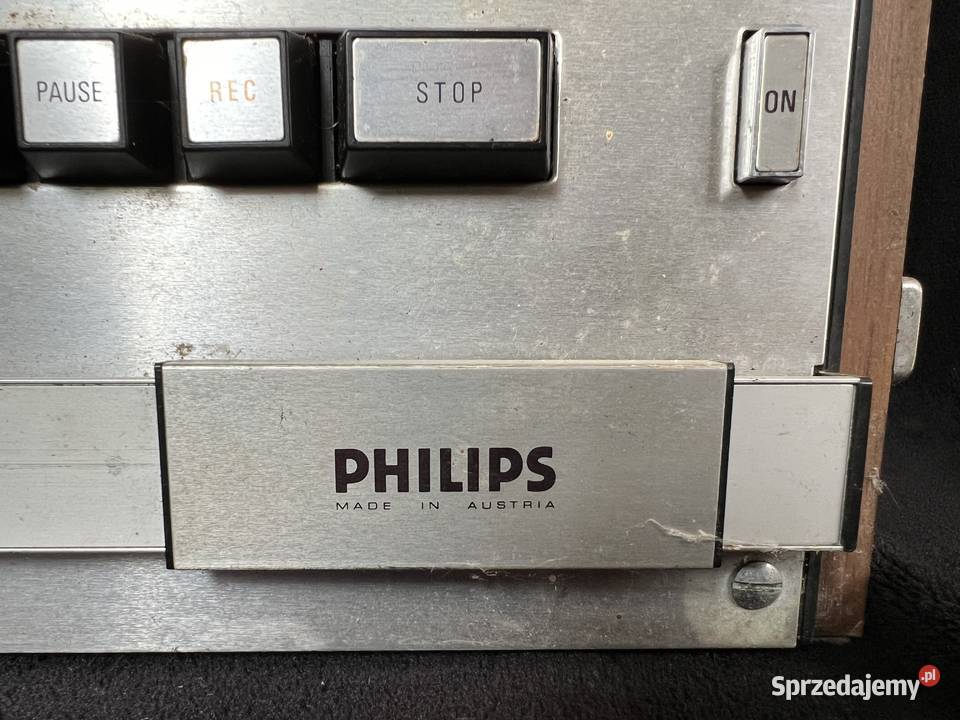 PAUSE REC STOP ON
PHILIPS
MADE IN AUSTRIA
Sprzedajemy.pl